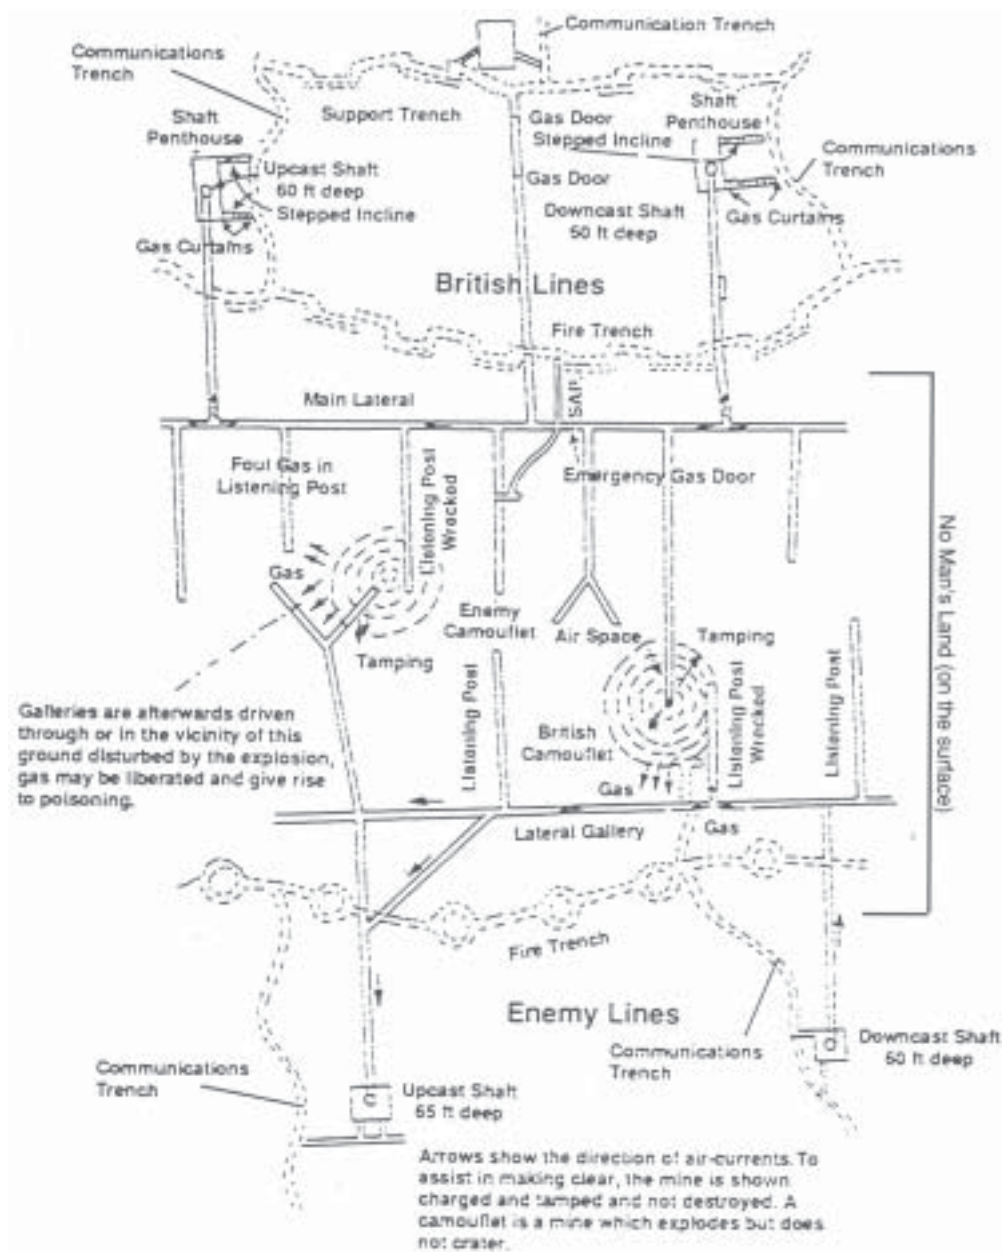 Communication Trench
Communications
Trench
Support Trench
Shaft
Penthouse
Gas Door
Stepped Incline
Shaft
Penthouse
Upcast Shaft
60 ft deep
Communications
Trench
Gas Door
Stepped Incline
Downcast Shaft
50 ft deep
Gas Curtains
Gas Curtains
British Lines
Fire Trench
Main Lateral
SAP
Foul Gas in
Listening Post
Listening Post
Wrecked
Emergency Gas Door
No Man's Land (on the surface)
Gas
Enemy
Camouflet
Air Space
Tamping
Tamping
Listening Post
British
Camouflet
Listening Post
Wrecked
Listening Post
Galleries are afterwards driven
through or in the vicinity of this
ground disturbed by the explosion,
gas may be liberated and give rise
to poisoning.
Gas
Lateral Gallery
Gas
Fire Trench
Enemy Lines
Communications
Trench
Communications
Trench
Downcast Shaft
50 ft deep
Upcast Shaft
65 ft deep
Arrows show the direction of air-currents. To
assist in making clear, the mine is shown
charged and tamped and not destroyed. A
camouflet is a mine which explodes but does
not crater.